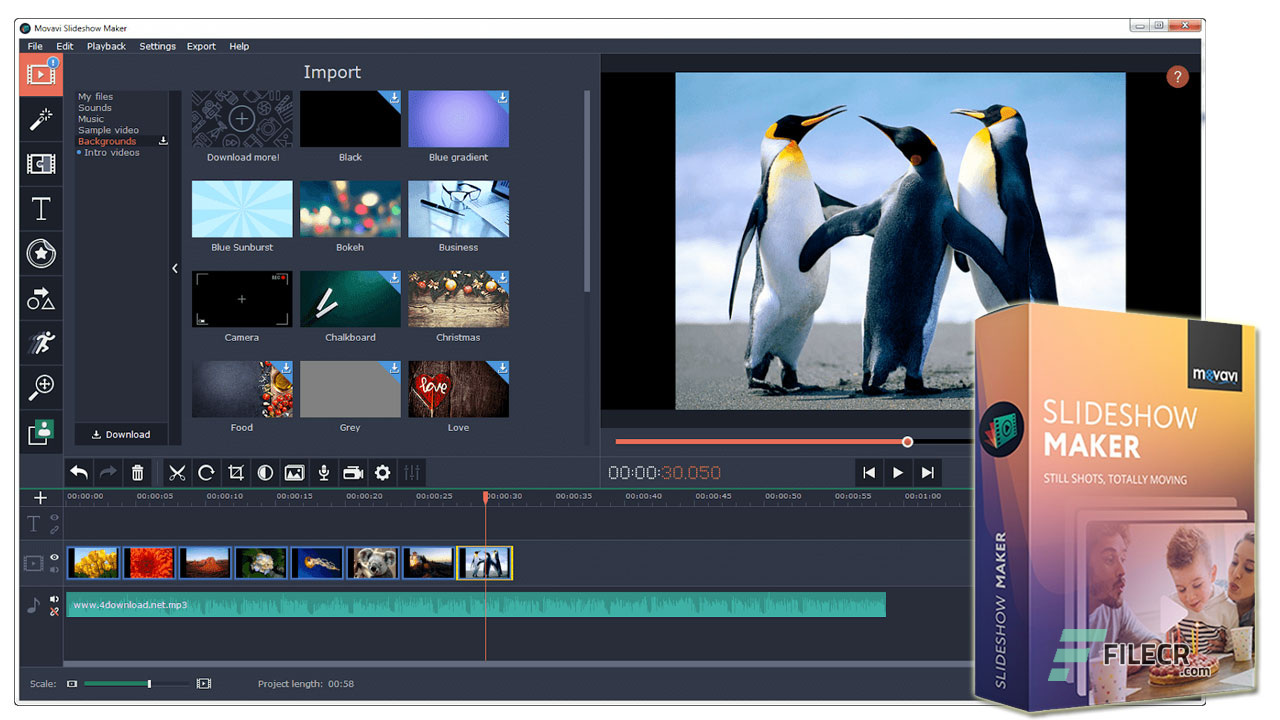 Movavi Slideshow Maker
File Edit Playback Settings Export Help
Import
My files
Sounds
Music
Sample video
Backgrounds
Intro videos
Download
Download more!
Black
Blue gradient
Blue Sunburst
Bokeh
Business
REC
Camera
Chalkboard
Christmas
Food
Grey
love
Love
?
00:00:30.050
00:00:00 00:00:05 00:00:10 00:00:15 00:00:20 00:00:25 00:00:30 00:00:35 00:00:40 00:00:45 00:00:50 00:00:55 00:01:00
T
www.4download.net.mp3
Scale:
Project length: 00:58
movavi
SLIDESHOW
MAKER
STILL SHOTS, TOTALLY MOVING
SLIDESHOW MAKER
FILECR
.com